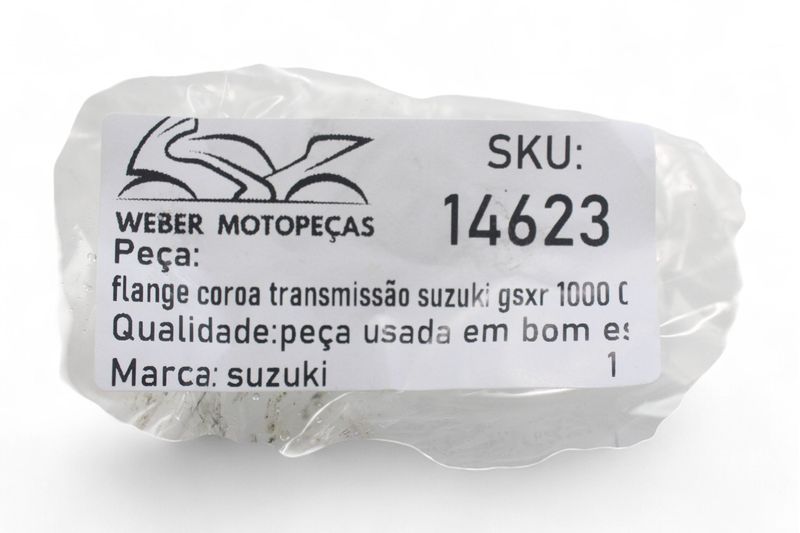 SKU:
14623
WEBER MOTOPEÇAS
Peça:
flange coroa transmissão suzuki gsxr 1000
Qualidade:peça usada em bom es
Marca: suzuki
1